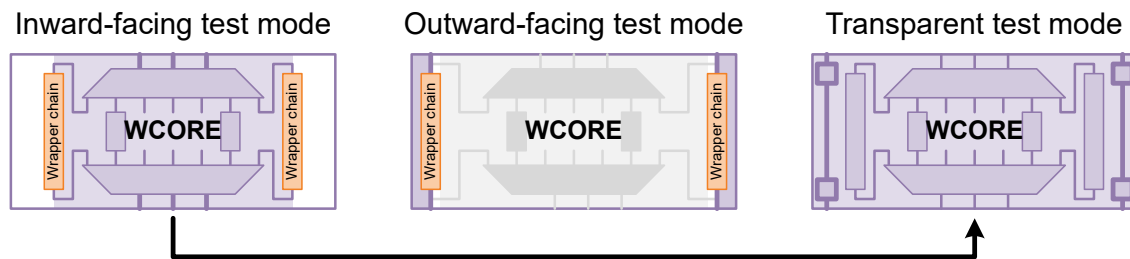 Inward-facing test mode
Outward-facing test mode
Transparent test mode
Wrapper chain
WCORE
Wrapper chain
Wrapper chain
WCORE
Wrapper chain
WCORE